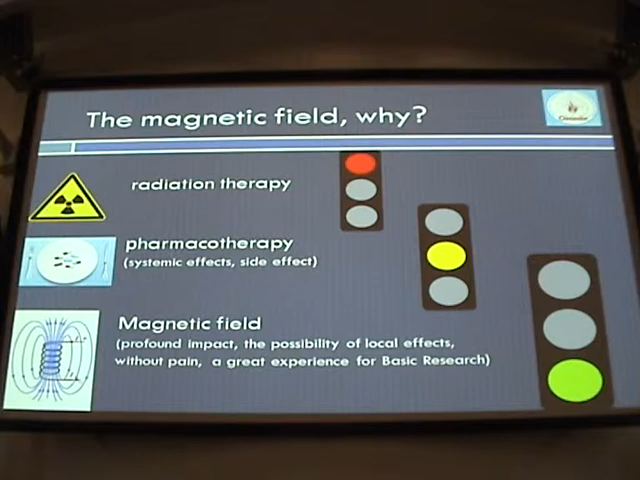 The magnetic field, why?
radiation therapy
pharmacotherapy
(systemic effects, side effect)
Magnetic field
(profound impact, the possibility of local effects,
without pain, a great experience for Basic Research)